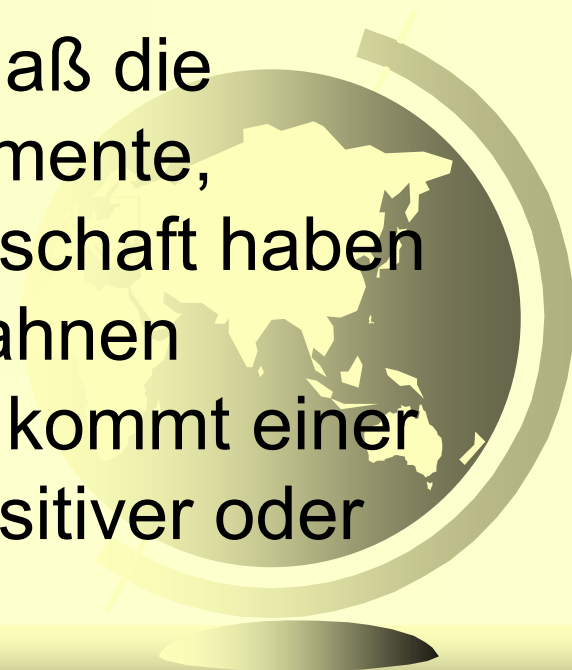 aß die
mente,
schaft haben
ahnen
kommt einer
sitiver oder